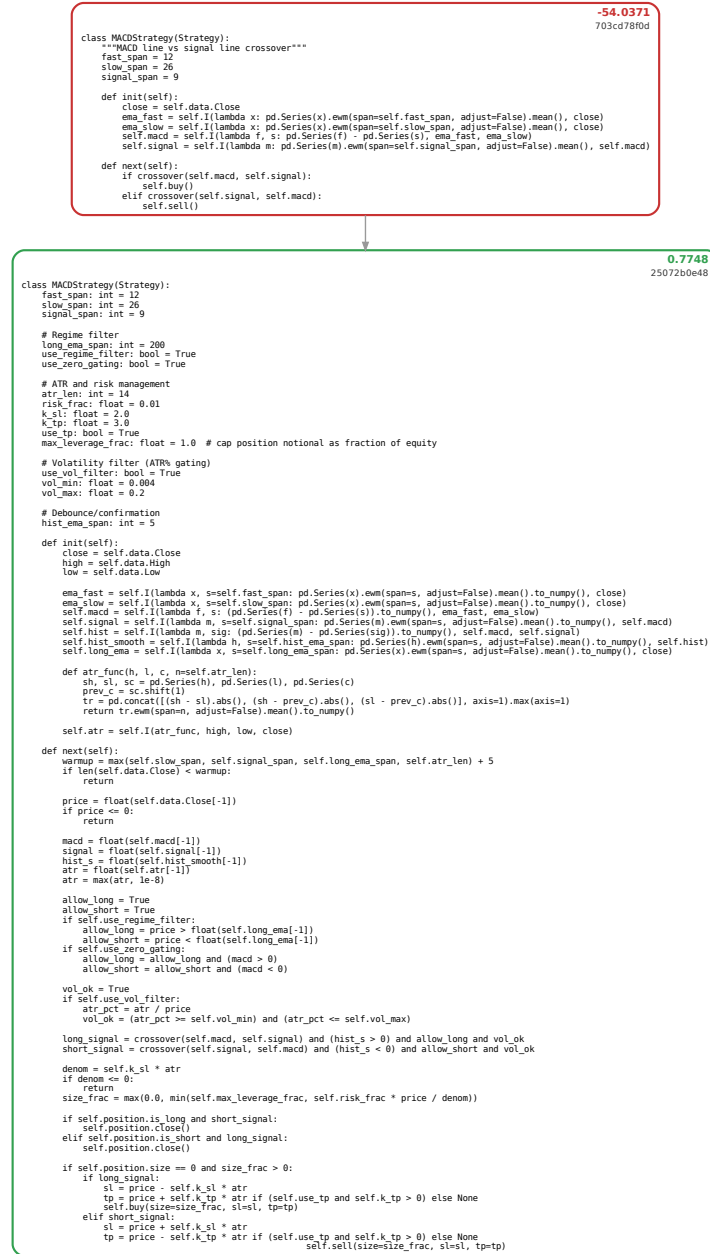 -54.0371
703cd78f0d
class MACDStrategy(Strategy):
    """MACD line vs signal line crossover"""
    fast_span = 12
    slow_span = 26
    signal_span = 9

    def init(self):
        close = self.data.Close
        ema_fast = self.I(lambda x: pd.Series(x).ewm(span=self.fast_span, adjust=False).mean(), close)
        ema_slow = self.I(lambda x: pd.Series(x).ewm(span=self.slow_span, adjust=False).mean(), close)
        self.macd = self.I(lambda f, s: pd.Series(f) - pd.Series(s), ema_fast, ema_slow)
        self.signal = self.I(lambda m: pd.Series(m).ewm(span=self.signal_span, adjust=False).mean(), self.macd)

    def next(self):
        if crossover(self.macd, self.signal):
            self.buy()
        elif crossover(self.signal, self.macd):
            self.sell()
0.7748
25072b0e48
class MACDStrategy(Strategy):
    fast_span: int = 12
    slow_span: int = 26
    signal_span: int = 9

    # Regime filter
    long_ema_span: int = 200
    use_regime_filter: bool = True
    use_zero_gating: bool = True

    # ATR and risk management
    atr_len: int = 14
    risk_frac: float = 0.01
    k_sl: float = 2.0
    k_tp: float = 3.0
    use_tp: bool = True
    max_leverage_frac: float = 1.0  # cap position notional as fraction of equity

    # Volatility filter (ATR% gating)
    use_vol_filter: bool = True
    vol_min: float = 0.004
    vol_max: float = 0.2

    # Debounce/confirmation
    hist_ema_span: int = 5

    def init(self):
        close = self.data.Close
        high = self.data.High
        low = self.data.Low

        ema_fast = self.I(lambda x, s=self.fast_span: pd.Series(x).ewm(span=s, adjust=False).mean().to_numpy(), close)
        ema_slow = self.I(lambda x, s=self.slow_span: pd.Series(x).ewm(span=s, adjust=False).mean().to_numpy(), close)
        self.macd = self.I(lambda f, s: (pd.Series(f) - pd.Series(s)).to_numpy(), ema_fast, ema_slow)
        self.signal = self.I(lambda m, s=self.signal_span: pd.Series(m).ewm(span=s, adjust=False).mean().to_numpy(), self.macd)
        self.hist = self.I(lambda m, sig: (pd.Series(m) - pd.Series(sig)).to_numpy(), self.macd, self.signal)
        self.hist_smooth = self.I(lambda h, s=self.hist_ema_span: pd.Series(h).ewm(span=s, adjust=False).mean().to_numpy(), self.hist)
        self.long_ema = self.I(lambda x, s=self.long_ema_span: pd.Series(x).ewm(span=s, adjust=False).mean().to_numpy(), close)

        def atr_func(h, l, c, n=self.atr_len):
            sh, sl, sc = pd.Series(h), pd.Series(l), pd.Series(c)
            prev_c = sc.shift(1)
            tr = pd.concat([(sh - sl).abs(), (sh - prev_c).abs(), (sl - prev_c).abs()], axis=1).max(axis=1)
            return tr.ewm(span=n, adjust=False).mean().to_numpy()

        self.atr = self.I(atr_func, high, low, close)

    def next(self):
        warmup = max(self.slow_span, self.signal_span, self.long_ema_span, self.atr_len) + 5
        if len(self.data.Close) < warmup:
            return

        price = float(self.data.Close[-1])
        if price <= 0:
            return

        macd = float(self.macd[-1])
        signal = float(self.signal[-1])
        hist_s = float(self.hist_smooth[-1])
        atr = float(self.atr[-1])
        atr = max(atr, 1e-8)

        allow_long = True
        allow_short = True
        if self.use_regime_filter:
            allow_long = price > float(self.long_ema[-1])
            allow_short = price < float(self.long_ema[-1])
        if self.use_zero_gating:
            allow_long = allow_long and (macd > 0)
            allow_short = allow_short and (macd < 0)

        vol_ok = True
        if self.use_vol_filter:
            atr_pct = atr / price
            vol_ok = (atr_pct >= self.vol_min) and (atr_pct <= self.vol_max)

        long_signal = crossover(self.macd, self.signal) and (hist_s > 0) and allow_long and vol_ok
        short_signal = crossover(self.signal, self.macd) and (hist_s < 0) and allow_short and vol_ok

        denom = self.k_sl * atr
        if denom <= 0:
            return
        size_frac = max(0.0, min(self.max_leverage_frac, self.risk_frac * price / denom))

        if self.position.is_long and short_signal:
            self.position.close()
        elif self.position.is_short and long_signal:
            self.position.close()

        if self.position.size == 0 and size_frac > 0:
            if long_signal:
                sl = price - self.k_sl * atr
                tp = price + self.k_tp * atr if (self.use_tp and self.k_tp > 0) else None
                self.buy(size=size_frac, sl=sl, tp=tp)
            elif short_signal:
                sl = price + self.k_sl * atr
                tp = price - self.k_tp * atr if (self.use_tp and self.k_tp > 0) else None
                self.sell(size=size_frac, sl=sl, tp=tp)